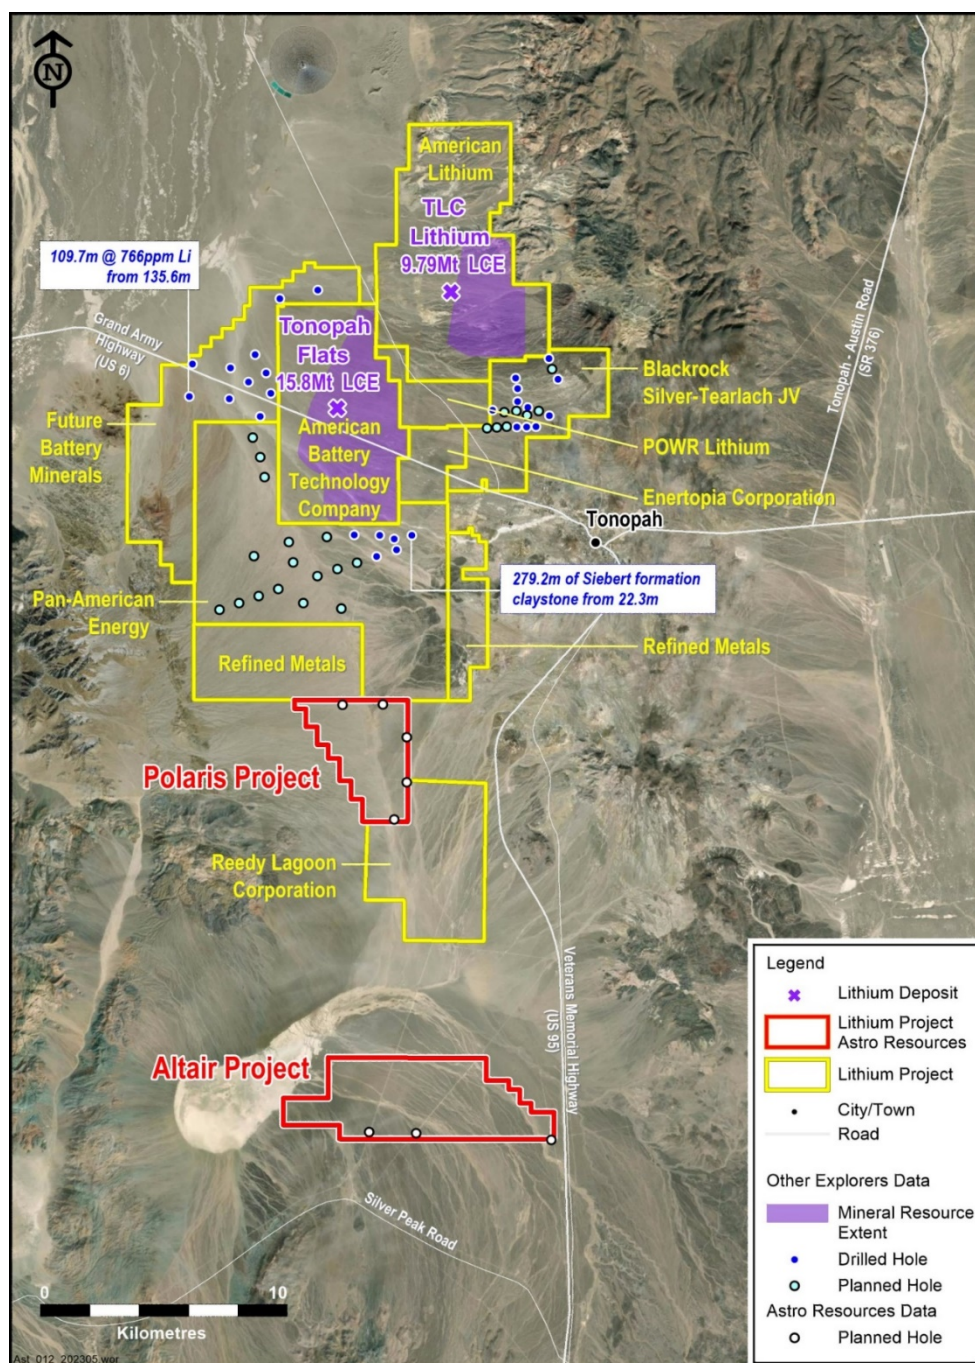 N
American
Lithium
TLC
Lithium
9.79Mt LCE
109.7m @ 766ppm Li
from 135.6m
Grand Army
Highway
(US 6)
Tonopah
Flats
15.8Mt LCE
American
Battery
Technology
Company
Future
Battery
Minerals
Blackrock
Silver-Tearlach JV
Tonopah - Austin Road
(SR 376)
POWR Lithium
Enertopia Corporation
Tonopah
279.2m of Siebert formation
claystone from 22.3m
Pan-American
Energy
Refined Metals
Refined Metals
Polaris Project
Reedy Lagoon
Corporation
Veterans Memorial Highway
(US 95)
Altair Project
Silver Peak Road
0
10
Kilometres
Ast_012_202305.wor
Legend
Lithium Deposit
Lithium Project
Astro Resources
Lithium Project
City/Town
Road
Other Explorers Data
Mineral Resource
Extent
Drilled Hole
Planned Hole
Astro Resources Data
Planned Hole